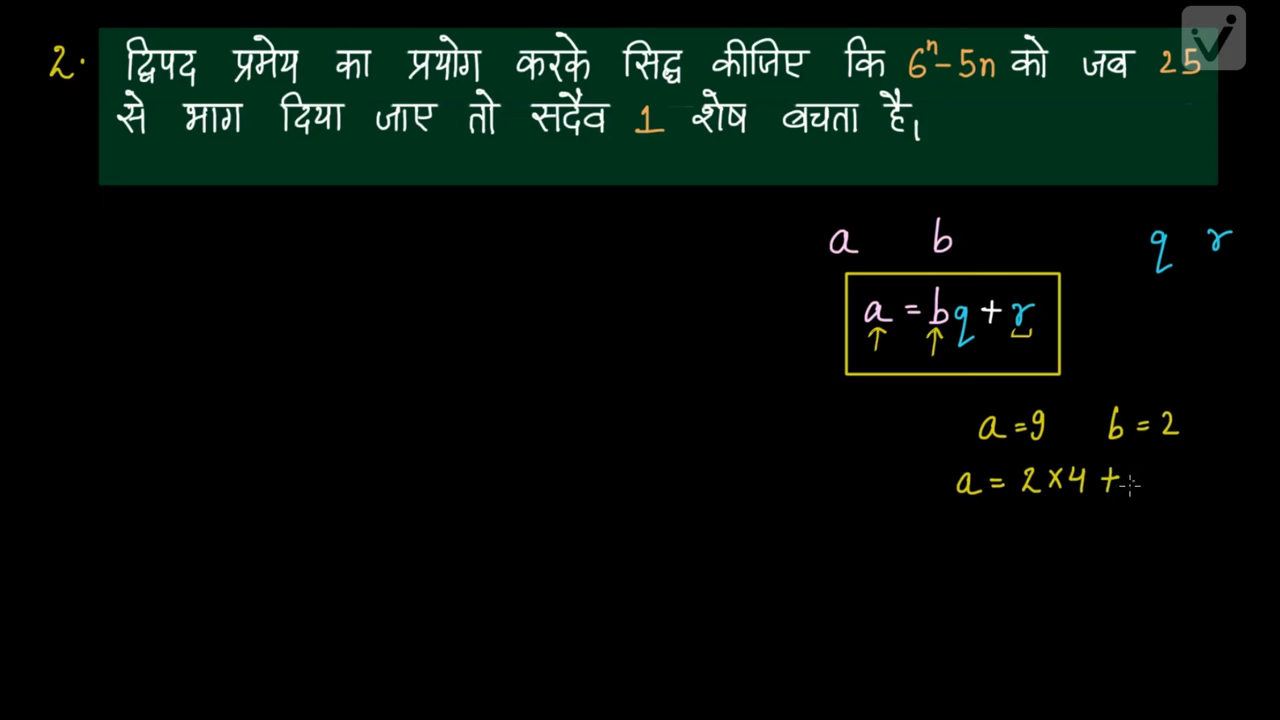 2. द्विपद प्रमेय का प्रयोग करके सिद्ध कीजिए कि 6ⁿ - 5n को जब 25
से भाग दिया जाए तो सदैव 1 शेष बचता है।
a b q r
a = bq + r
a = 9 b = 2
a = 2 × 4 +